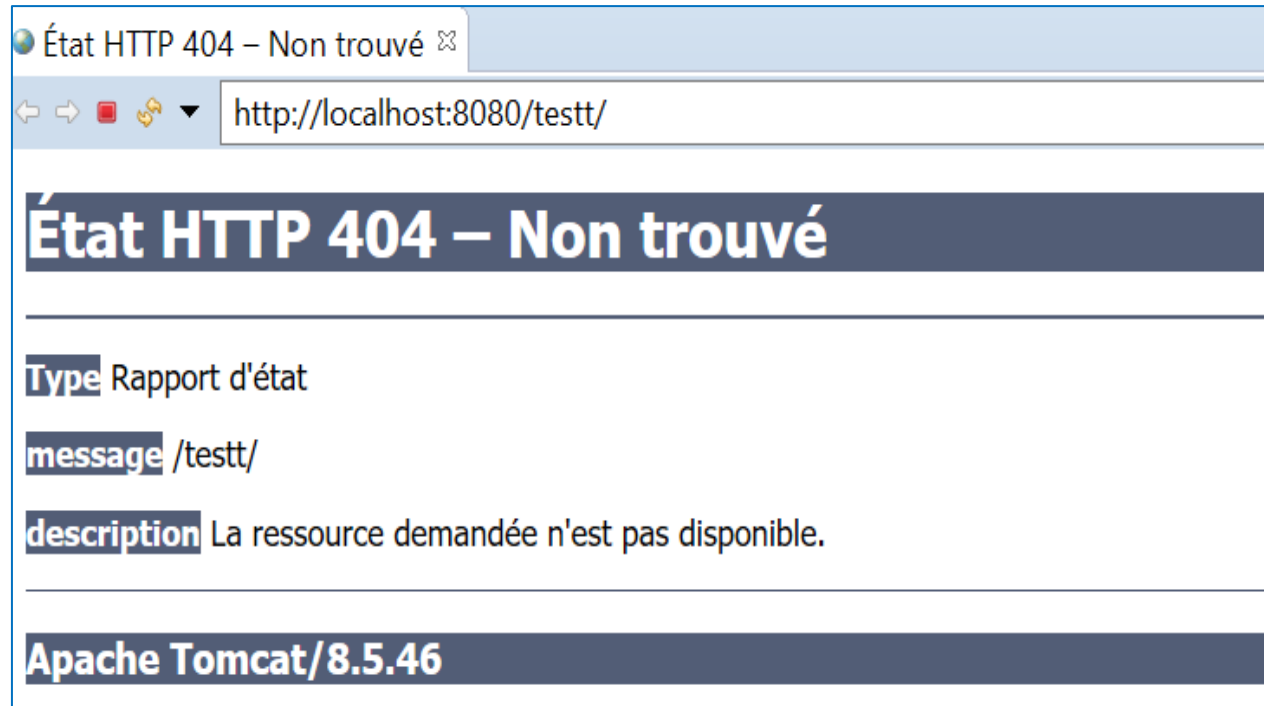 État HTTP 404 – Non trouvé
http://localhost:8080/testt/
État HTTP 404 – Non trouvé
Type Rapport d'état
message /testt/
description La ressource demandée n'est pas disponible.
Apache Tomcat/8.5.46